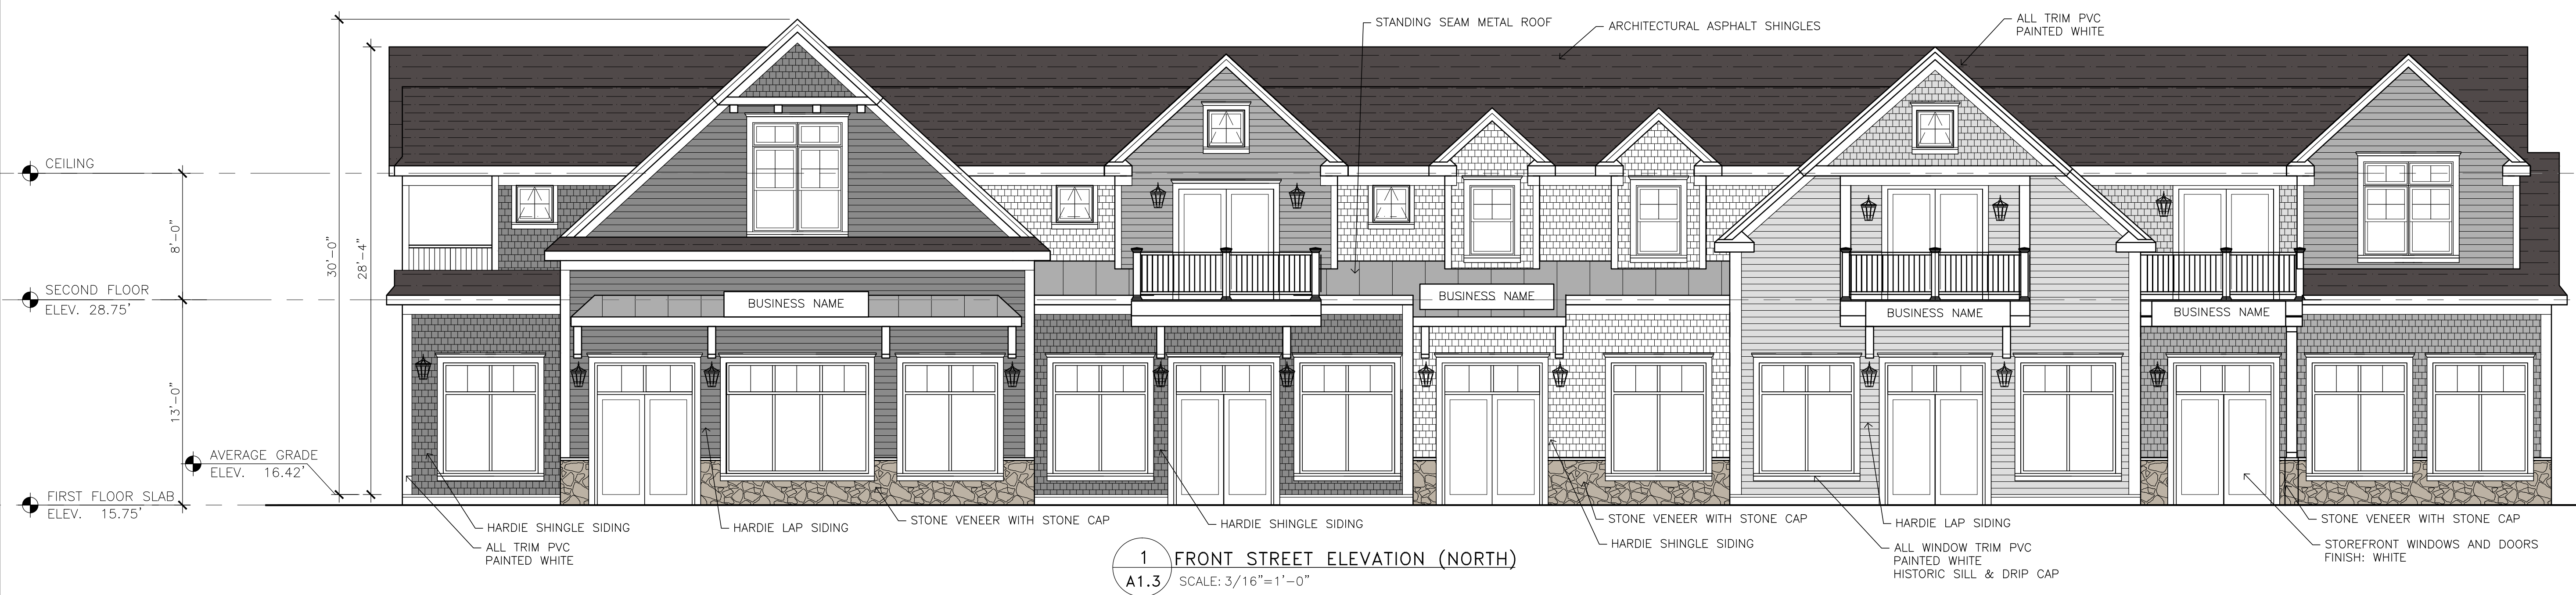 STANDING SEAM METAL ROOF
ARCHITECTURAL ASPHALT SHINGLES
ALL TRIM PVC
PAINTED WHITE
CEILING
8'-0"
30'-0"
28'-4"
SECOND FLOOR
ELEV. 28.75'
13'-0"
AVERAGE GRADE
ELEV. 16.42'
FIRST FLOOR SLAB
ELEV. 15.75'
BUSINESS NAME
BUSINESS NAME
BUSINESS NAME
BUSINESS NAME
HARDIE SHINGLE SIDING
ALL TRIM PVC
PAINTED WHITE
HARDIE LAP SIDING
STONE VENEER WITH STONE CAP
HARDIE SHINGLE SIDING
STONE VENEER WITH STONE CAP
HARDIE SHINGLE SIDING
HARDIE LAP SIDING
ALL WINDOW TRIM PVC
PAINTED WHITE
HISTORIC SILL & DRIP CAP
STONE VENEER WITH STONE CAP
STOREFRONT WINDOWS AND DOORS
FINISH: WHITE
1
A1.3
FRONT STREET ELEVATION (NORTH)
SCALE: 3/16"=1'-0"